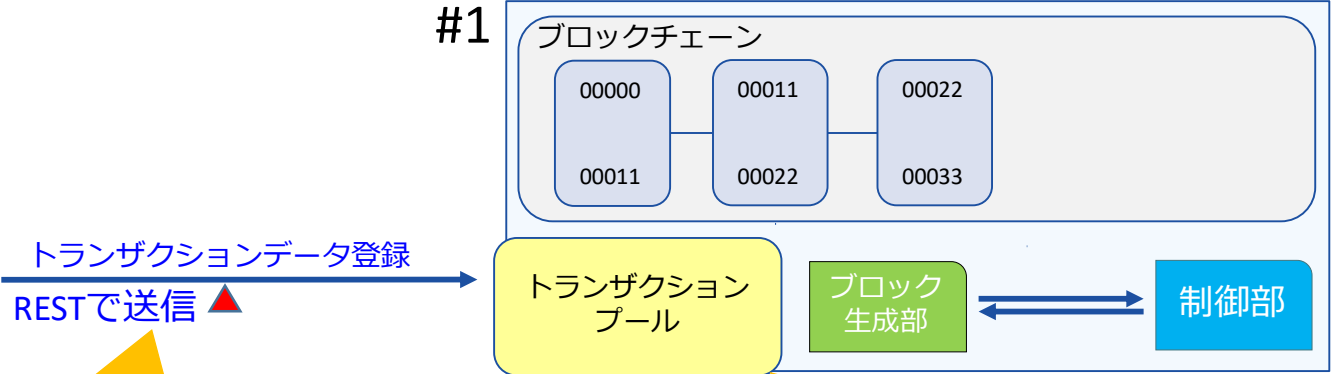 #1
ブロックチェーン
00000
00011
00022
00011
00022
00033
トランザクションデータ登録
RESTで送信
トランザクション
プール
ブロック
生成部
制御部